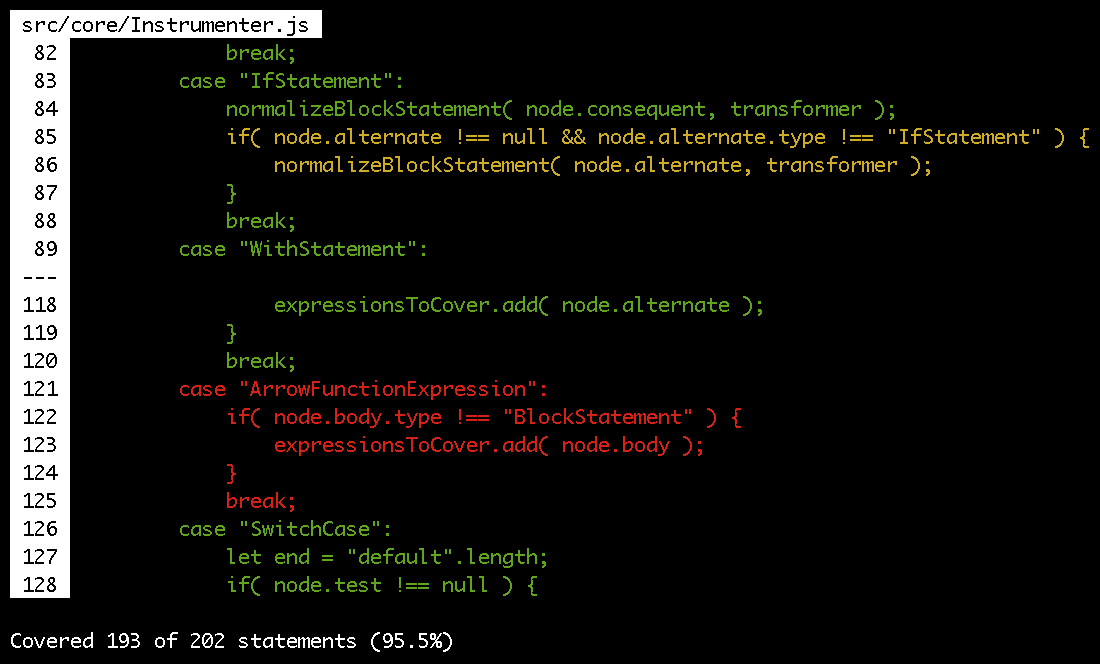 src/core/Instrumenter.js
82 break;
83 case "IfStatement":
84 normalizeBlockStatement( node.consequent, transformer );
85 if( node.alternate !== null && node.alternate.type !== "IfStatement" ) {
86 normalizeBlockStatement( node.alternate, transformer );
87 }
88 break;
89 case "WithStatement":
---
118 expressionsToCover.add( node.alternate );
119 }
120 break;
121 case "ArrowFunctionExpression":
122 if( node.body.type !== "BlockStatement" ) {
123 expressionsToCover.add( node.body );
124 }
125 break;
126 case "SwitchCase":
127 let end = "default".length;
128 if( node.test !== null ) {
Covered 193 of 202 statements (95.5%)